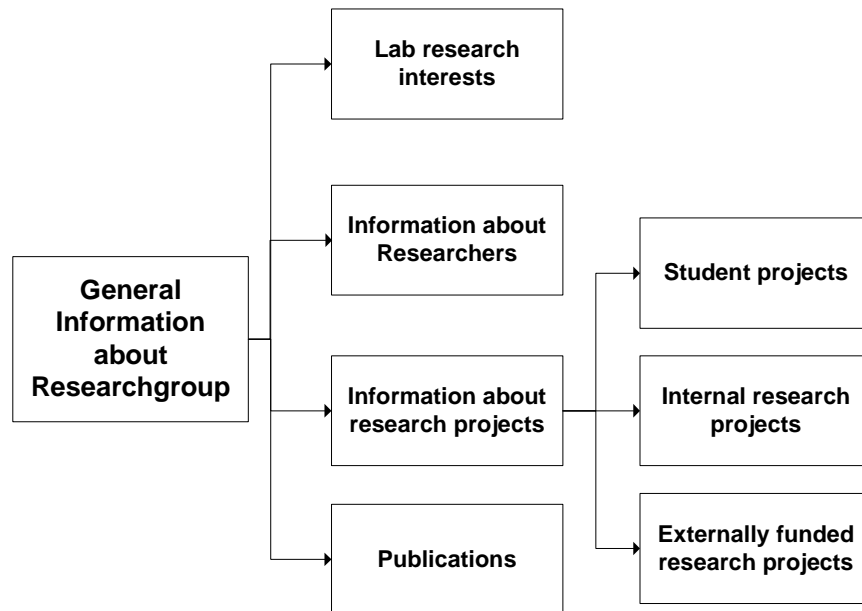 Lab research
interests
Information about
Researchers
General
Information
about
Researchgroup
Student projects
Information about
research projects
Internal research
projects
Publications
Externally funded
research projects